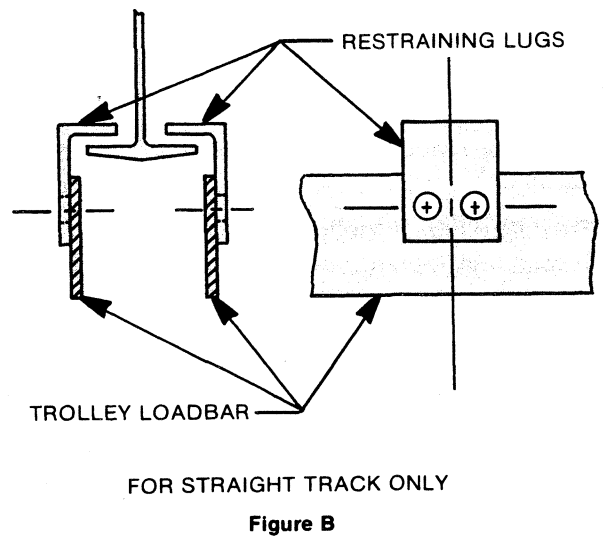 RESTRAINING LUGS
TROLLEY LOADBAR
FOR STRAIGHT TRACK ONLY
Figure B